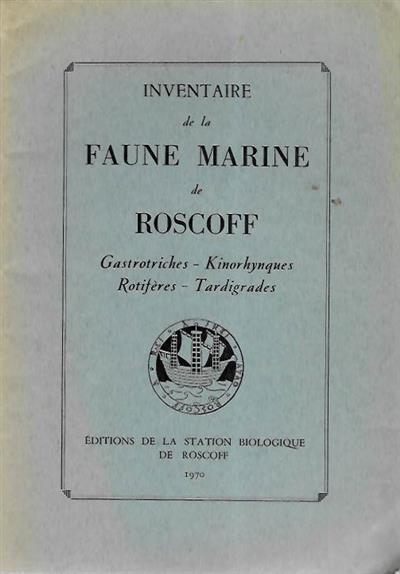 INVENTAIRE
de la
FAUNE MARINE
de
ROSCOFF
Gastrotriches - Kinorhynques
Rotifères - Tardigrades
ROSCOFF
ÉDITIONS DE LA STATION BIOLOGIQUE
DE ROSCOFF
1970